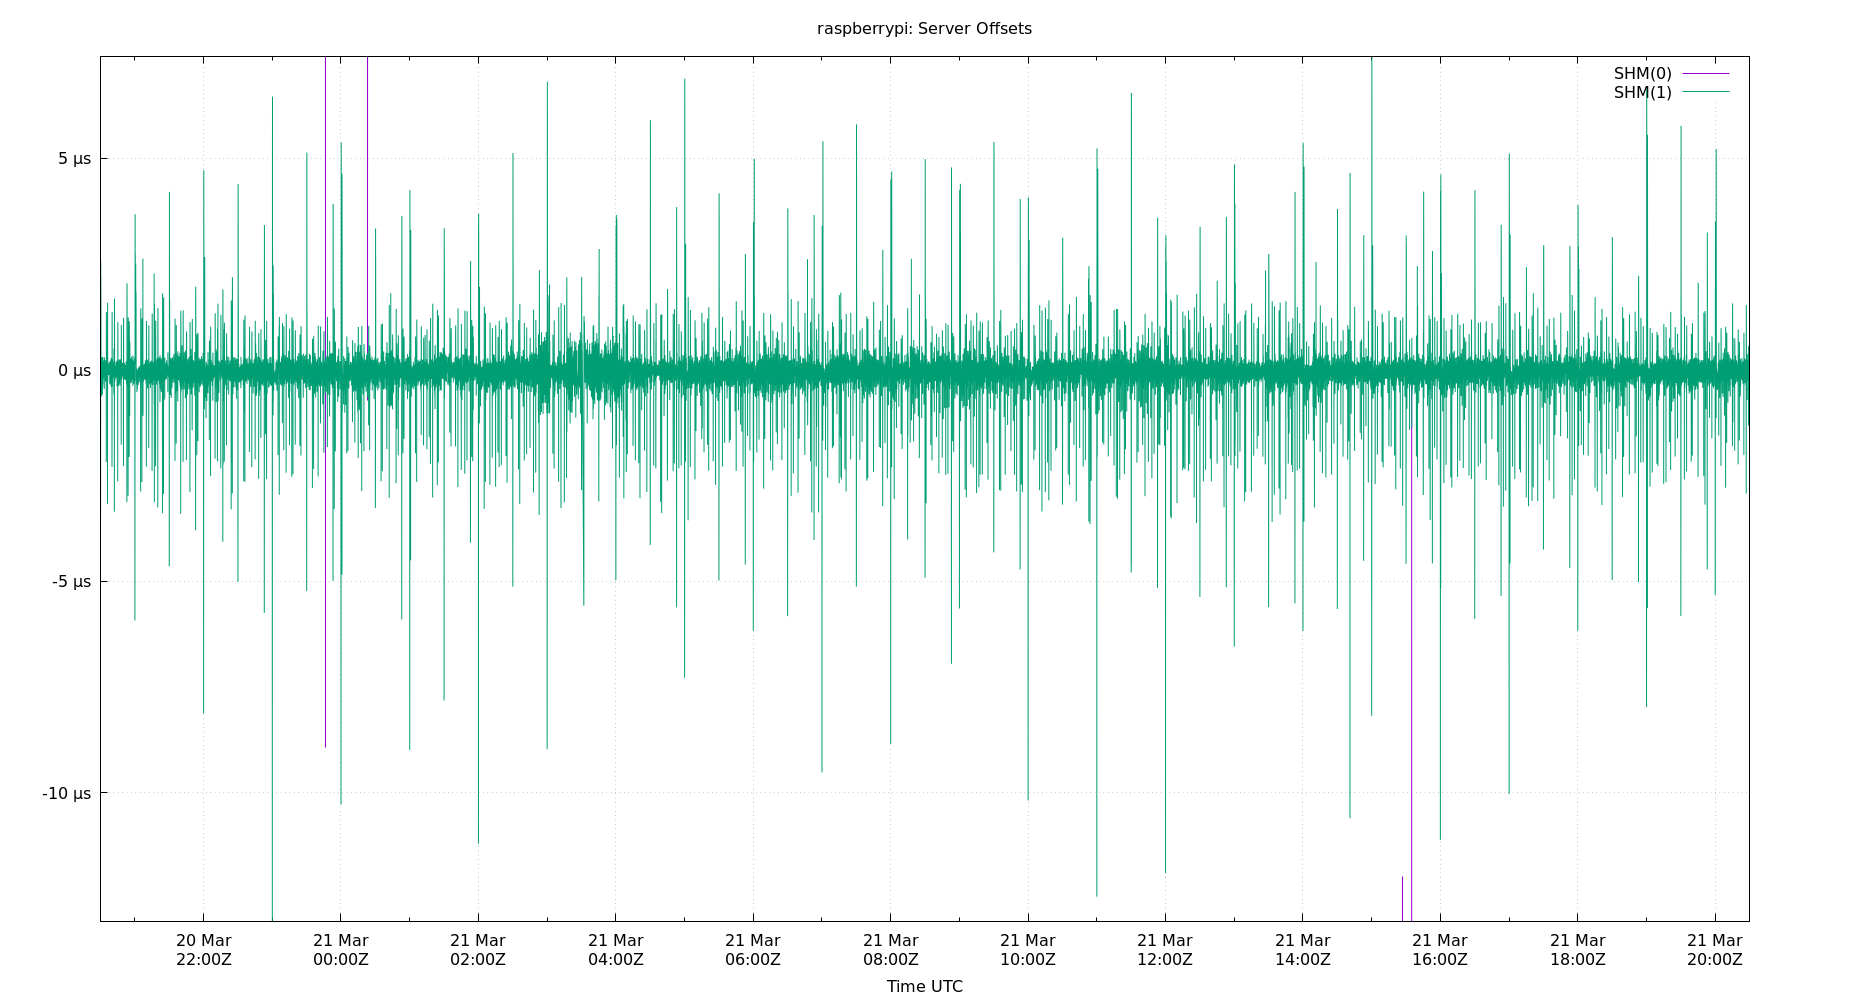 raspberrypi: Server Offsets
SHM(0)
SHM(1)
5 µs
0 µs
-5 µs
-10 µs
20 Mar 21 Mar 21 Mar 21 Mar 21 Mar 21 Mar 21 Mar 21 Mar 21 Mar 21 Mar 21 Mar 21 Mar
22:00Z 00:00Z 02:00Z 04:00Z 06:00Z 08:00Z 10:00Z 12:00Z 14:00Z 16:00Z 18:00Z 20:00Z
Time UTC